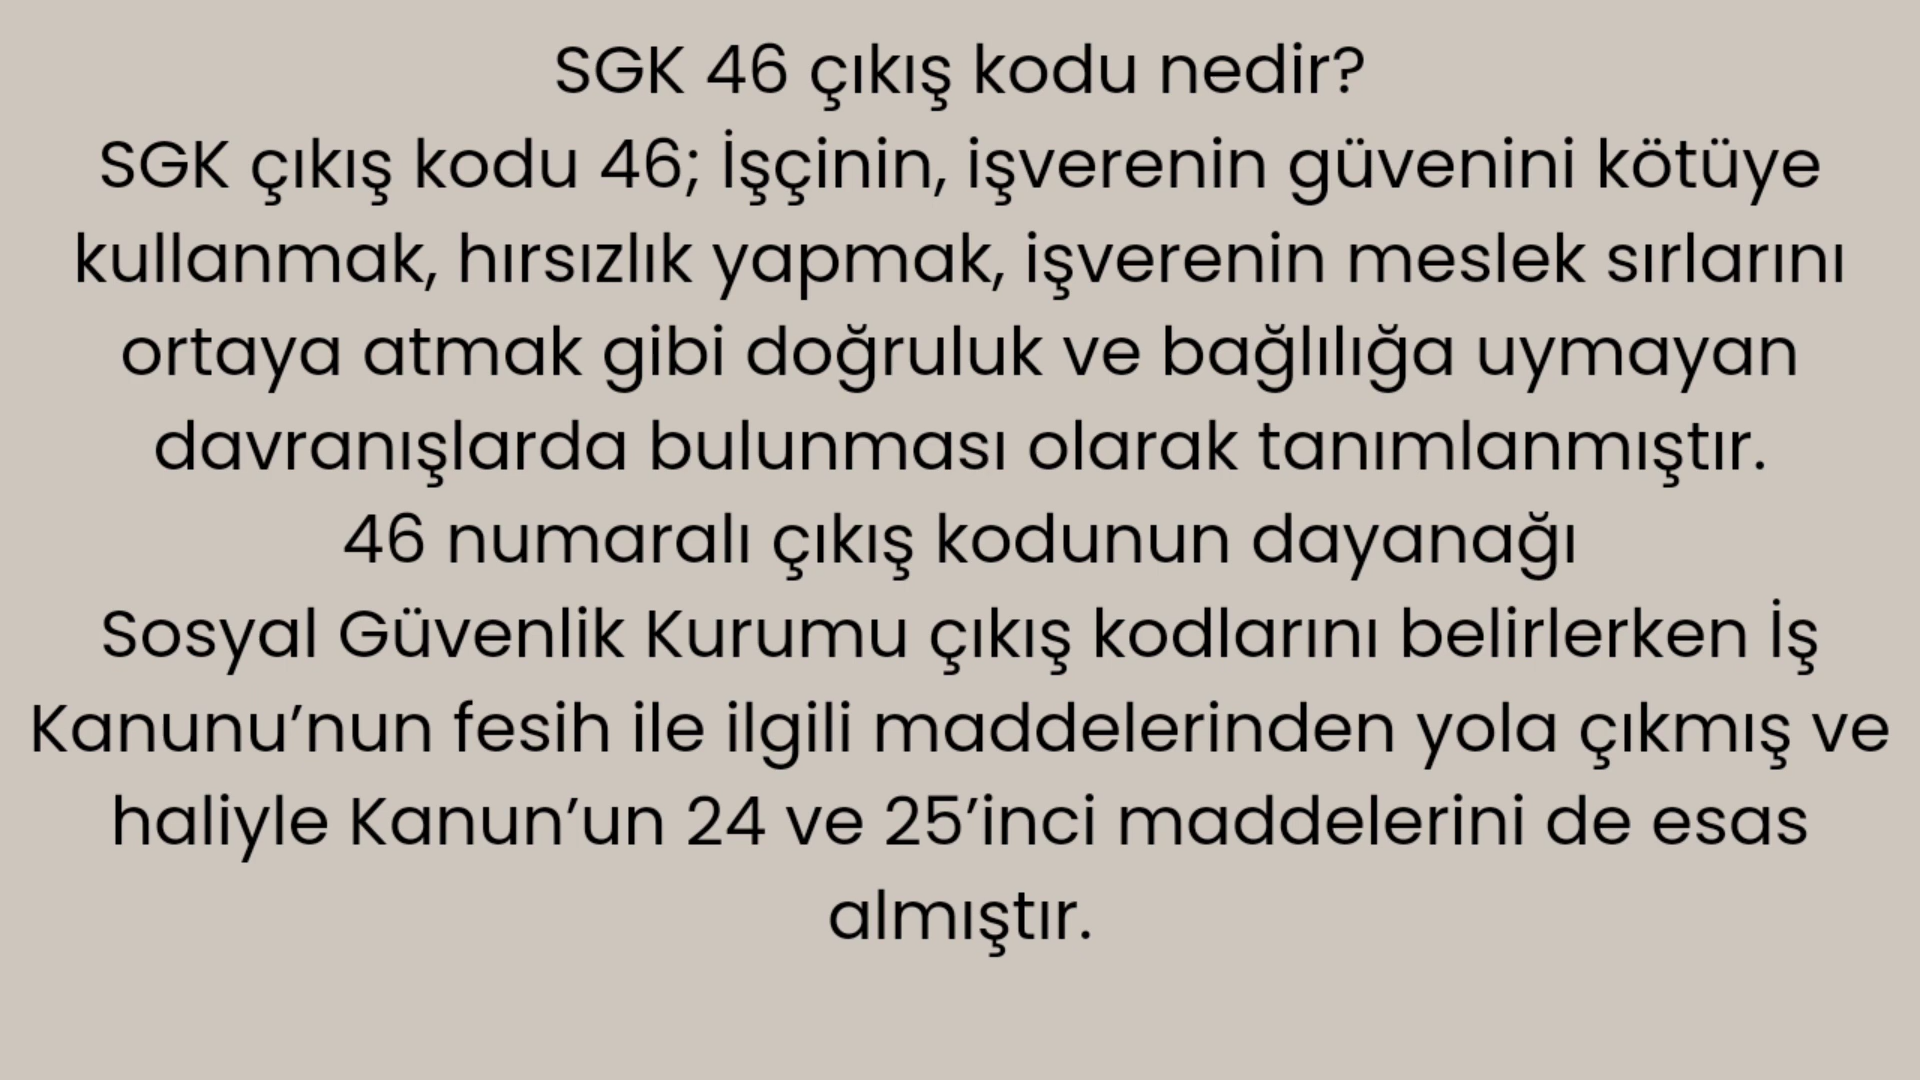 SGK 46 çıkış kodu nedir?
SGK çıkış kodu 46; İşçinin, işverenin güvenini kötüye
kullanmak, hırsızlık yapmak, işverenin meslek sırlarını
ortaya atmak gibi doğruluk ve bağlılığa uymayan
davranışlarda bulunması olarak tanımlanmıştır.
46 numaralı çıkış kodunun dayanağı
Sosyal Güvenlik Kurumu çıkış kodlarını belirlerken İş
Kanunu’nun fesih ile ilgili maddelerinden yola çıkmış ve
haliyle Kanun’un 24 ve 25’inci maddelerini de esas
almıştır.